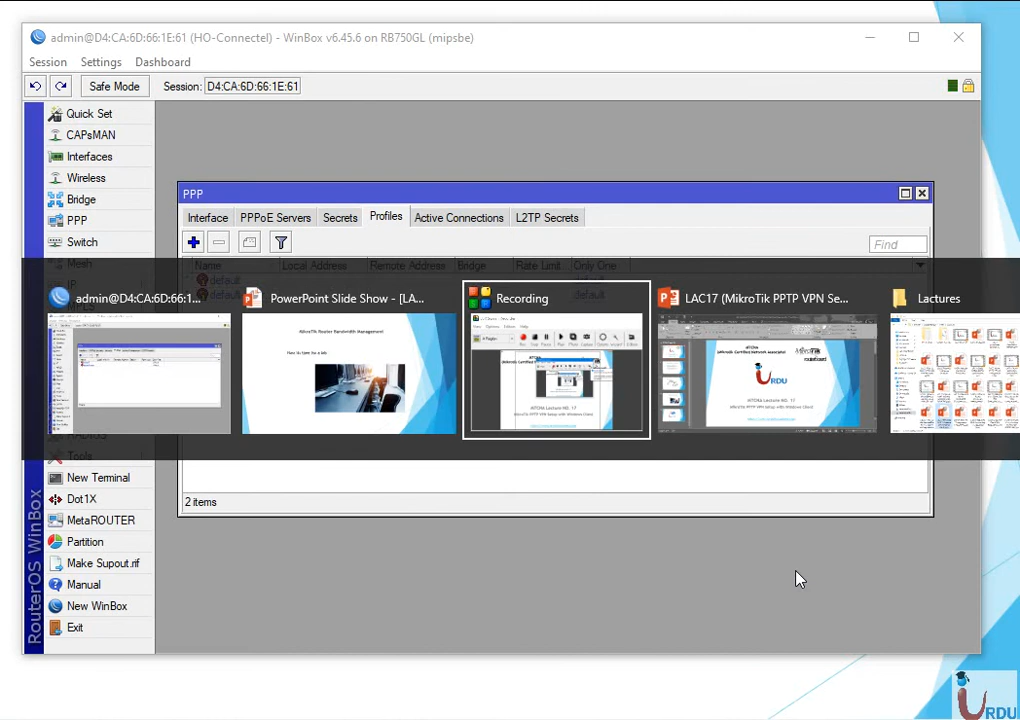 admin@D4:CA:6D:66:1E:61 (HO-Connectel) - WinBox v6.45.6 on RB750GL (mipsbe)
Session Settings Dashboard
Safe Mode Session: D4:CA:6D:66:1E:61
Quick Set
CAPsMAN
Interfaces
Wireless
Bridge
PPP
Switch
Mesh
Tools
New Terminal
Dot1X
MetaROUTER
Partition
Make Supout.rif
Manual
New WinBox
Exit
RouterOS WinBox
PPP
Interface PPPoE Servers Secrets Profiles Active Connections L2TP Secrets
Find
Name Local Address Remote Address Bridge Rate Limit Only One
default default
admin@D4:CA:6D:66:1...
PowerPoint Slide Show - [LA...
MikroTik Router Bandwidth Management
Recording
LAC17 (MikroTik PPTP VPN Se...
Lactures
URDU
2 items
URDU